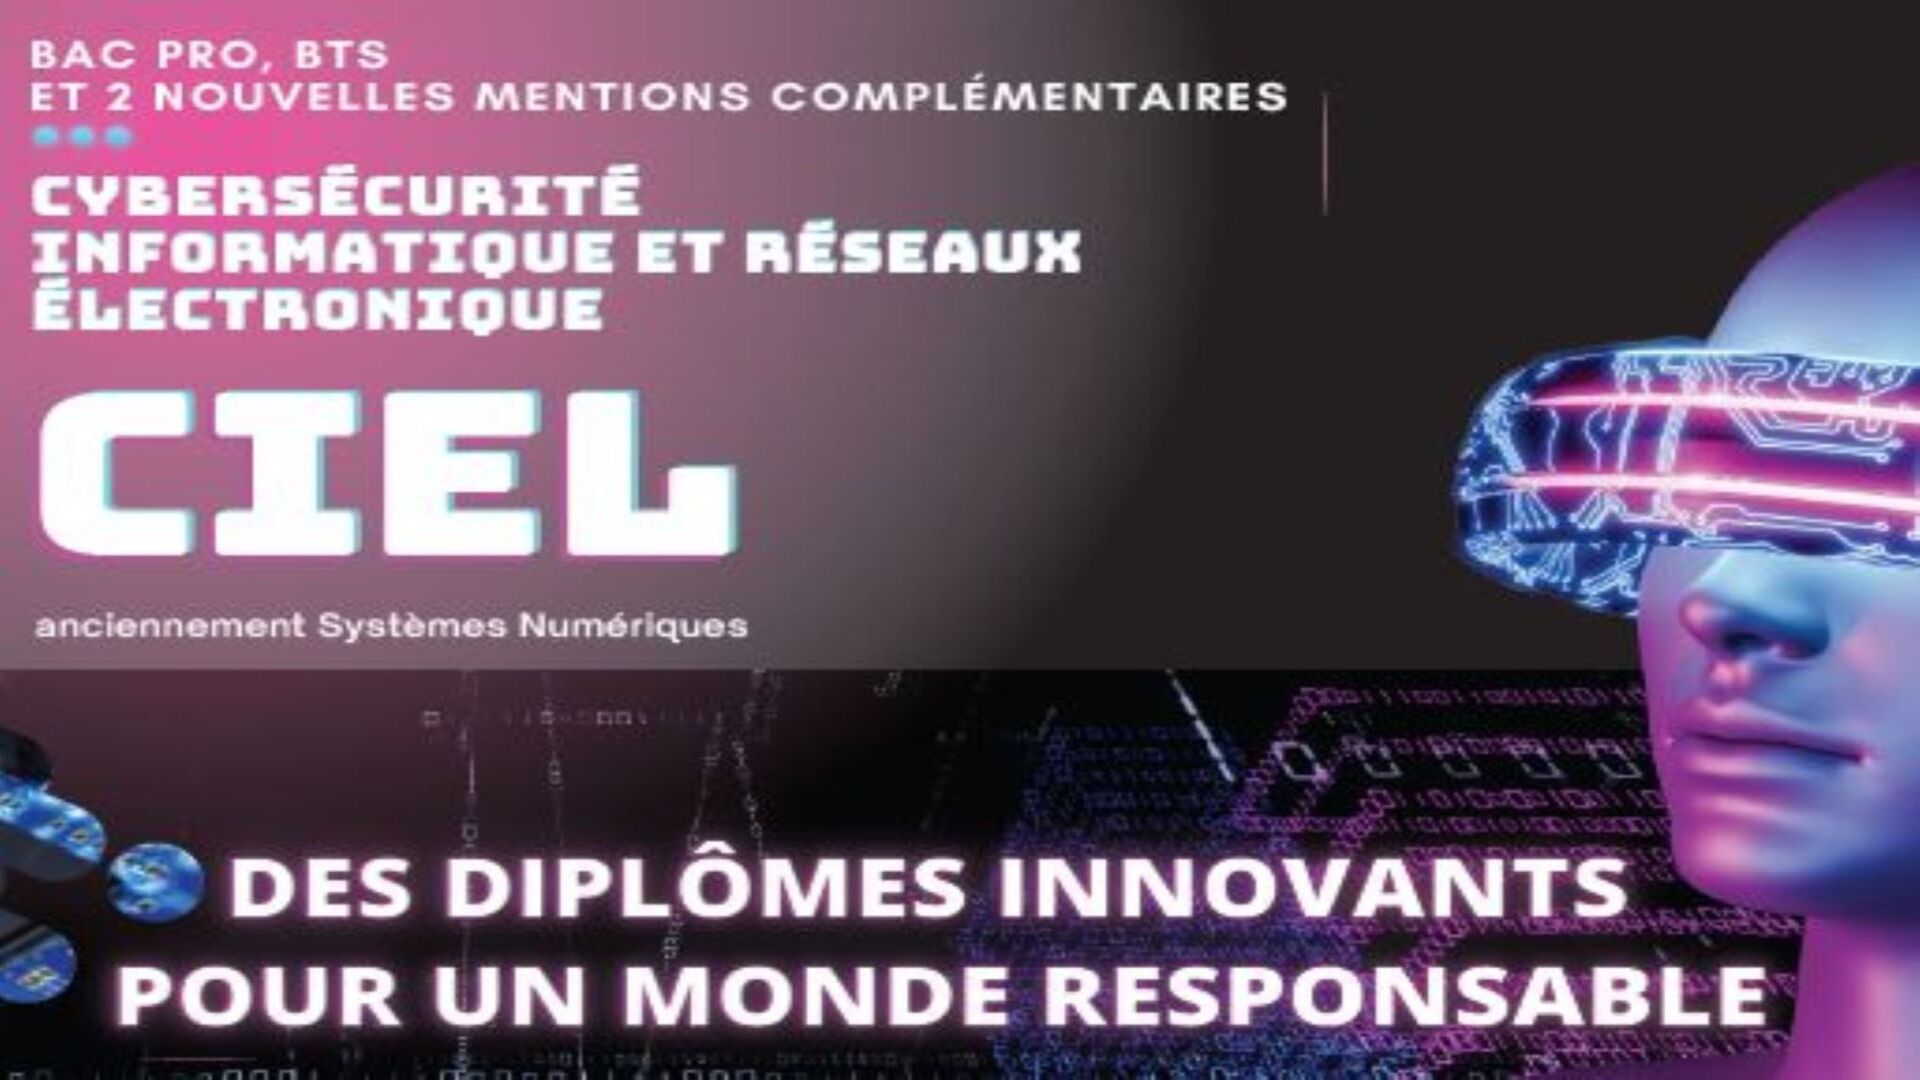 BAC PRO, BTS
ET 2 NOUVELLES MENTIONS COMPLÉMENTAIRES
CYBERSÉCURITÉ
INFORMATIQUE ET RÉSEAUX
ÉLECTRONIQUE
CIEL
anciennement Systèmes Numériques
DES DIPLÔMES INNOVANTS
POUR UN MONDE RESPONSABLE